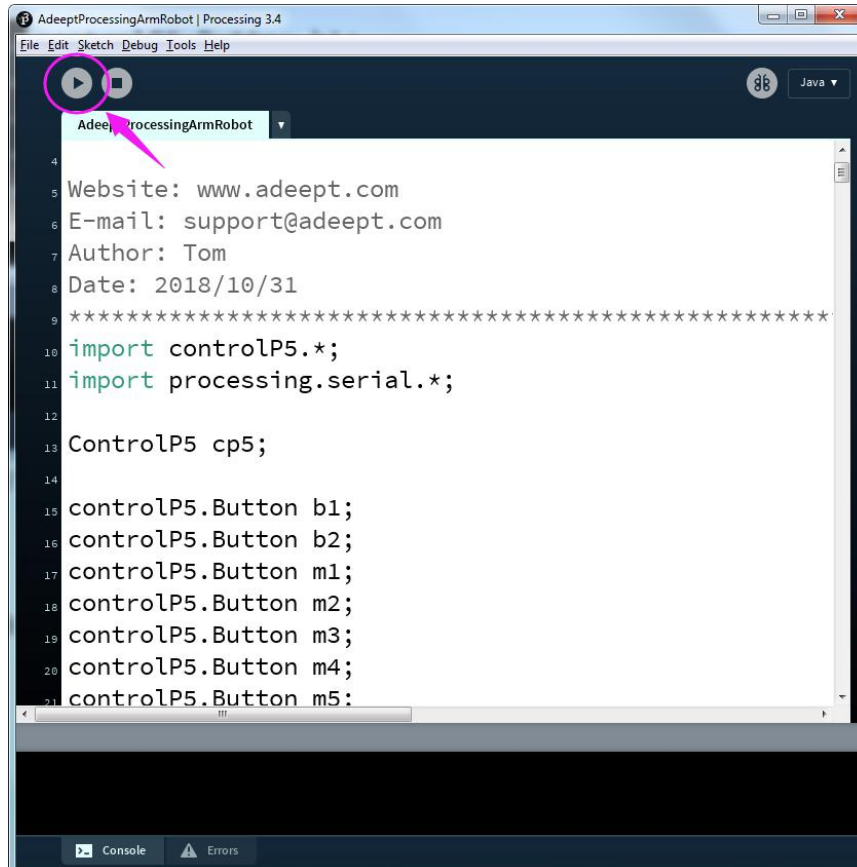 AdeeptProcessingArmRobot | Processing 3.4
File Edit Sketch Debug Tools Help
Java ▼
AdeeptProcessingArmRobot ▼
4
5 Website: www.adeept.com
6 E-mail: support@adeept.com
7 Author: Tom
8 Date: 2018/10/31
9 *****************************************************
10 import controlP5.*;
11 import processing.serial.*;
12
13 ControlP5 cp5;
14
15 controlP5.Button b1;
16 controlP5.Button b2;
17 controlP5.Button m1;
18 controlP5.Button m2;
19 controlP5.Button m3;
20 controlP5.Button m4;
21 controlP5.Button m5;
Console Errors